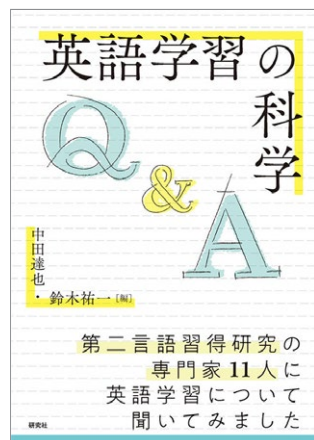 英語学習の
科学
Q
&
A
中田達也・
鈴木祐一[編]
第二言語習得研究の
専門家11人に
英語学習について
聞いてみました
研究社